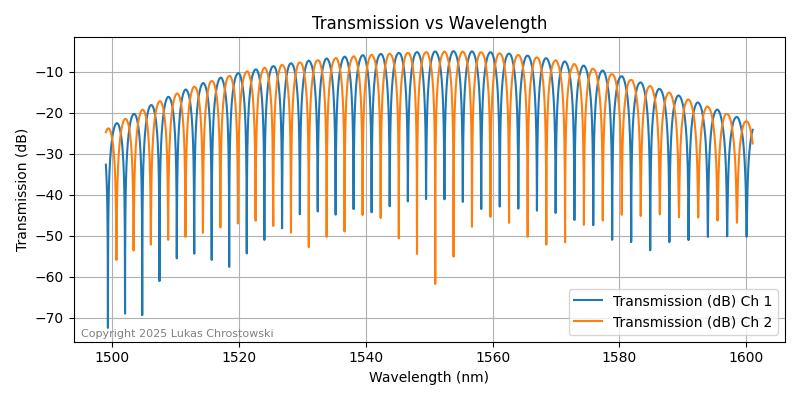 Transmission vs Wavelength
Transmission (dB)
−10
−20
−30
−40
−50
−60
−70
Transmission (dB) Ch 1
Transmission (dB) Ch 2
Copyright 2025 Lukas Chrostowski
1500
1520
1540
1560
1580
1600
Wavelength (nm)